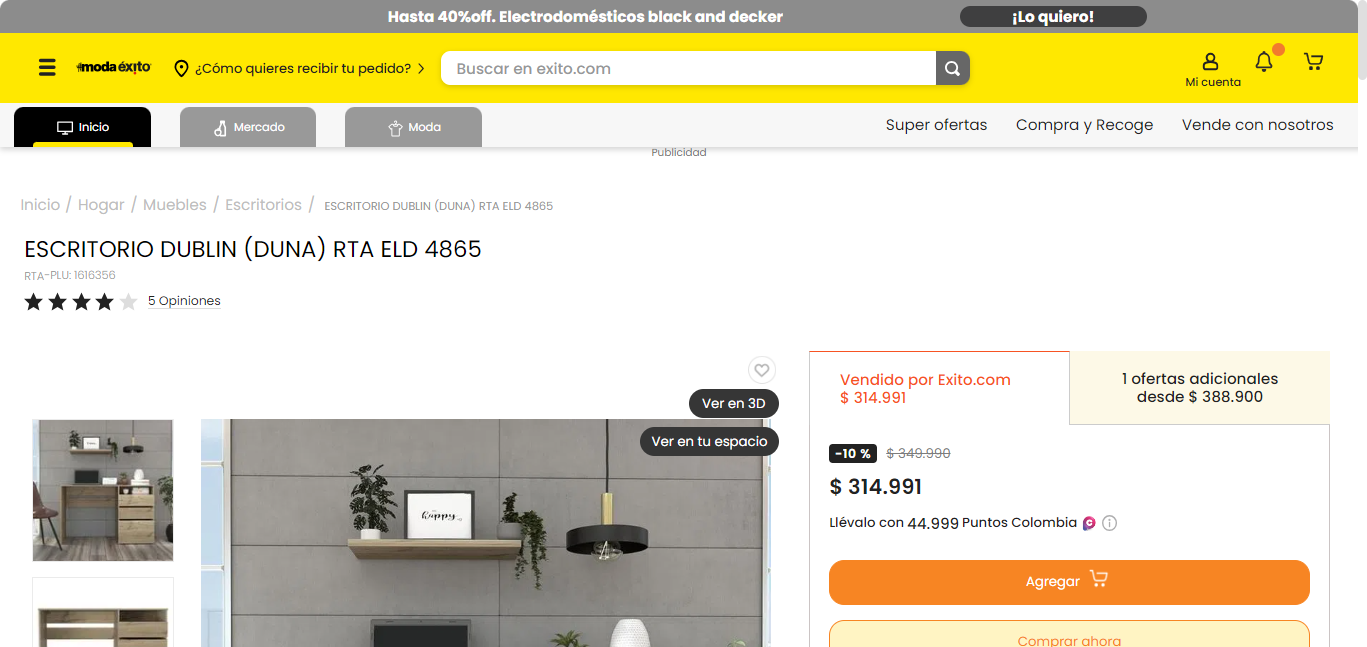 Hasta 40%off. Electrodomésticos black and decker
¡Lo quiero!
moda éxito
¿Cómo quieres recibir tu pedido?
Buscar en exito.com
Mi cuenta
Inicio
Mercado
Moda
Super ofertas
Compra y Recoge
Vende con nosotros
Publicidad
Inicio / Hogar / Muebles / Escritorios / ESCRITORIO DUBLIN (DUNA) RTA ELD 4865
ESCRITORIO DUBLIN (DUNA) RTA ELD 4865
RTA-PLU: 1616356
5 Opiniones
Ver en 3D
Ver en tu espacio
happy
Vendido por Exito.com
$ 314.991
1 ofertas adicionales
desde $ 388.900
-10 % $ 349.990
$ 314.991
Llévalo con 44.999 Puntos Colombia
Agregar
Comprar ahora